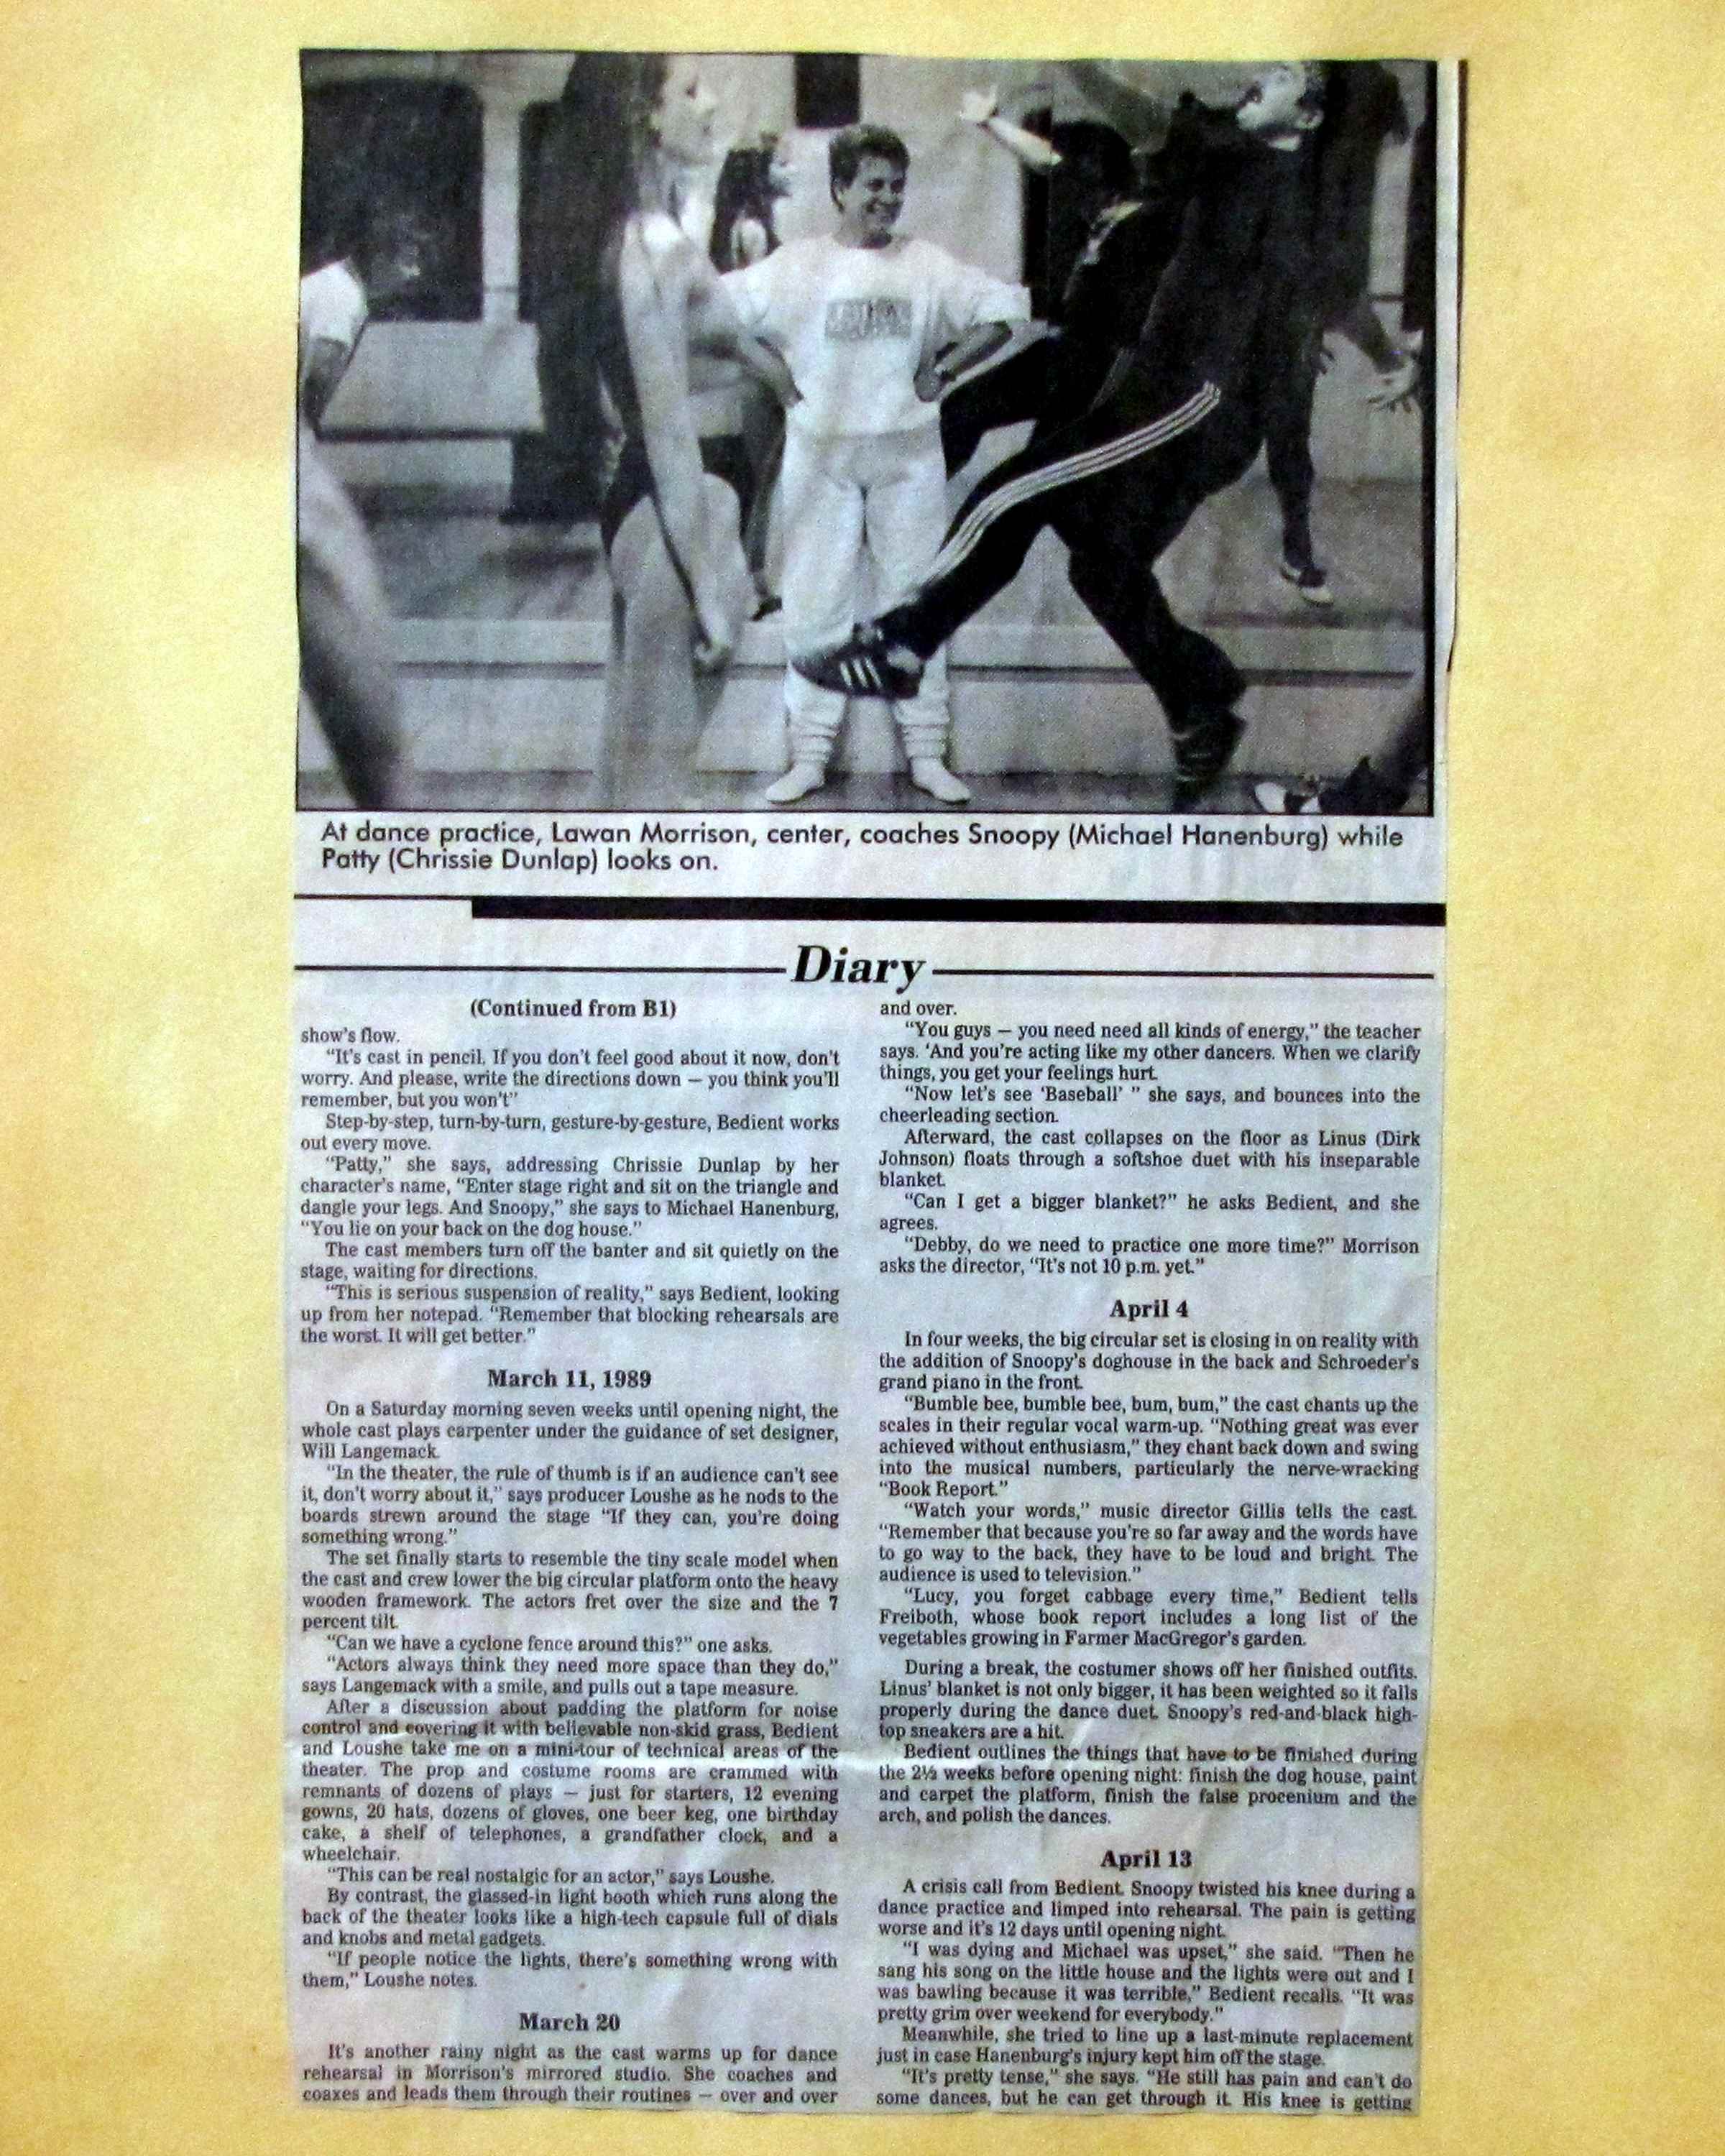 At dance practice, Lawan Morrison, center, coaches Snoopy (Michael Hanenburg) while
Patty (Chrissie Dunlap) looks on.
Diary
(Continued from B1)
show's flow.
"It's cast in pencil. If you don't feel good about it now, don't
worry. And please, write the directions down — you think you'll
remember, but you won't"
Step-by-step, turn-by-turn, gesture-by-gesture, Bedient works
out every move.
"Patty," she says, addressing Chrissie Dunlap by her
character's name, "Enter stage right and sit on the triangle and
dangle your legs. And Snoopy," she says to Michael Hanenburg,
"You lie on your back on the dog house."
The cast members turn off the banter and sit quietly on the
stage, waiting for directions.
"This is serious suspension of reality," says Bedient, looking
up from her notepad. "Remember that blocking rehearsals are
the worst. It will get better."
March 11, 1989
On a Saturday morning seven weeks until opening night, the
whole cast plays carpenter under the guidance of set designer,
Will Langemack.
"In the theater, the rule of thumb is if an audience can't see
it, don't worry about it," says producer Loushe as he nods to the
boards strewn around the stage "If they can, you're doing
something wrong."
The set finally starts to resemble the tiny scale model when
the cast and crew lower the big circular platform onto the heavy
wooden framework. The actors fret over the size and the 7
percent tilt.
"Can we have a cyclone fence around this?" one asks.
"Actors always think they need more space than they do,"
says Langemack with a smile, and pulls out a tape measure.
After a discussion about padding the platform for noise
control and covering it with believable non-skid grass, Bedient
and Loushe take me on a mini-tour of technical areas of the
theater. The prop and costume rooms are crammed with
remnants of dozens of plays — just for starters, 12 evening
gowns, 20 hats, dozens of gloves, one beer keg, one birthday
cake, a shelf of telephones, a grandfather clock, and a
wheelchair.
"This can be real nostalgic for an actor," says Loushe.
By contrast, the glassed-in light booth which runs along the
back of the theater looks like a high-tech capsule full of dials
and knobs and metal gadgets.
"If people notice the lights, there's something wrong with
them," Loushe notes.
March 20
It's another rainy night as the cast warms up for dance
rehearsal in Morrison's mirrored studio. She coaches and
coaxes and leads them through their routines — over and over
and over.
"You guys — you need need all kinds of energy," the teacher
says. 'And you're acting like my other dancers. When we clarify
things, you get your feelings hurt.
"Now let's see 'Baseball' " she says, and bounces into the
cheerleading section.
Afterward, the cast collapses on the floor as Linus (Dirk
Johnson) floats through a softshoe duet with his inseparable
blanket.
"Can I get a bigger blanket?" he asks Bedient, and she
agrees.
"Debby, do we need to practice one more time?" Morrison
asks the director, "It's not 10 p.m. yet."
April 4
In four weeks, the big circular set is closing in on reality with
the addition of Snoopy's doghouse in the back and Schroeder's
grand piano in the front.
"Bumble bee, bumble bee, bum, bum," the cast chants up the
scales in their regular vocal warm-up. "Nothing great was ever
achieved without enthusiasm," they chant back down and swing
into the musical numbers, particularly the nerve-wracking
"Book Report."
"Watch your words," music director Gillis tells the cast.
"Remember that because you're so far away and the words have
to go way to the back, they have to be loud and bright. The
audience is used to television."
"Lucy, you forget cabbage every time," Bedient tells
Freiboth, whose book report includes a long list of the
vegetables growing in Farmer MacGregor's garden.
During a break, the costumer shows off her finished outfits.
Linus' blanket is not only bigger, it has been weighted so it falls
properly during the dance duet. Snoopy's red-and-black high-
top sneakers are a hit.
Bedient outlines the things that have to be finished during
the 2½ weeks before opening night: finish the dog house, paint
and carpet the platform, finish the false procenium and the
arch, and polish the dances.
April 13
A crisis call from Bedient. Snoopy twisted his knee during a
dance practice and limped into rehearsal. The pain is getting
worse and it's 12 days until opening night.
"I was dying and Michael was upset," she said. "Then he
sang his song on the little house and the lights were out and I
was bawling because it was terrible," Bedient recalls. "It was
pretty grim over weekend for everybody."
Meanwhile, she tried to line up a last-minute replacement
just in case Hanenburg's injury kept him off the stage.
"It's pretty tense," she says. "He still has pain and can't do
some dances, but he can get through it. His knee is getting